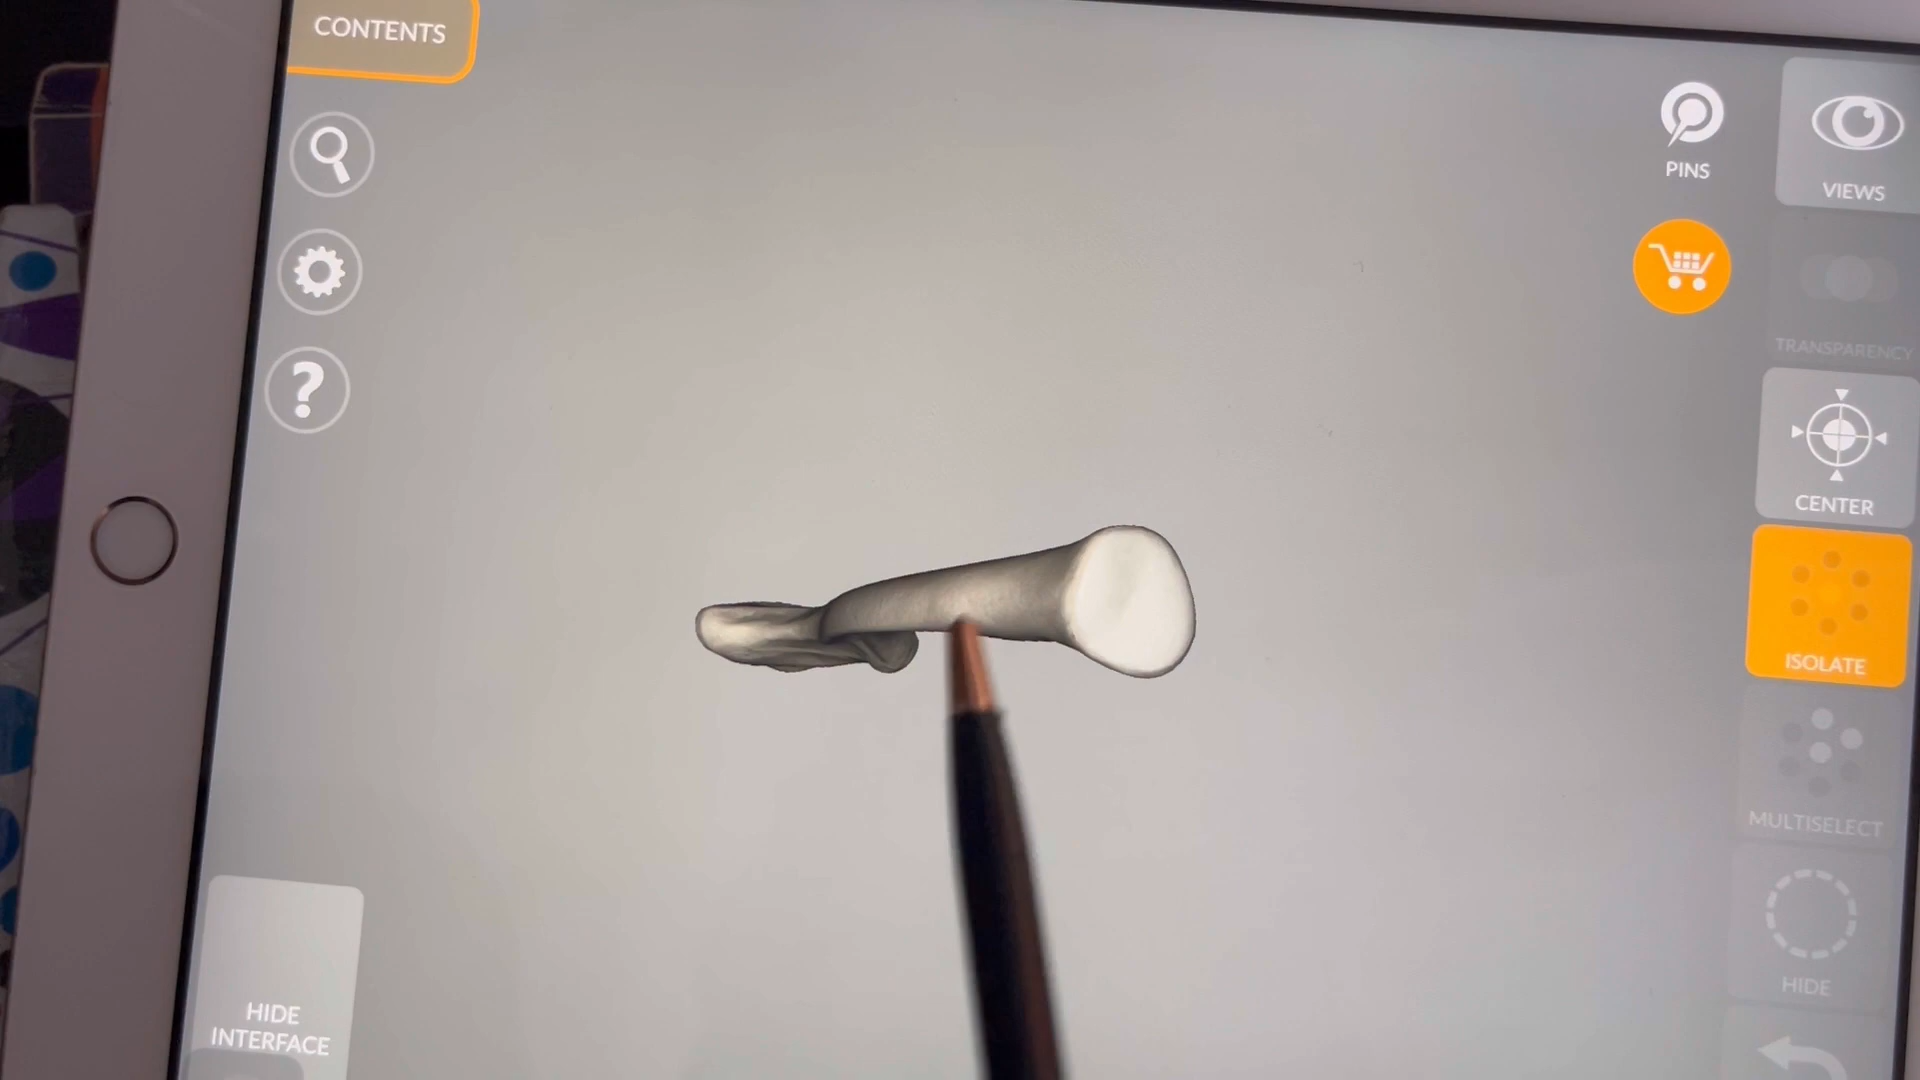 CONTENTS
PINS
VIEWS
TRANSPARENCY
CENTER
ISOLATE
MULTISELECT
HIDE
HIDE
INTERFACE